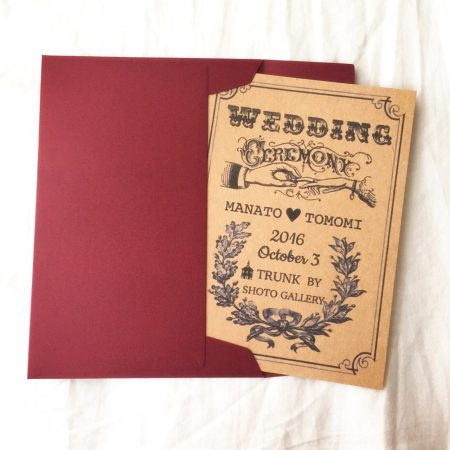 WEDDING
CEREMONY
MANATO ♥ TOMOMI
2016
October 3
TRUNK BY
SHOTO GALLERY